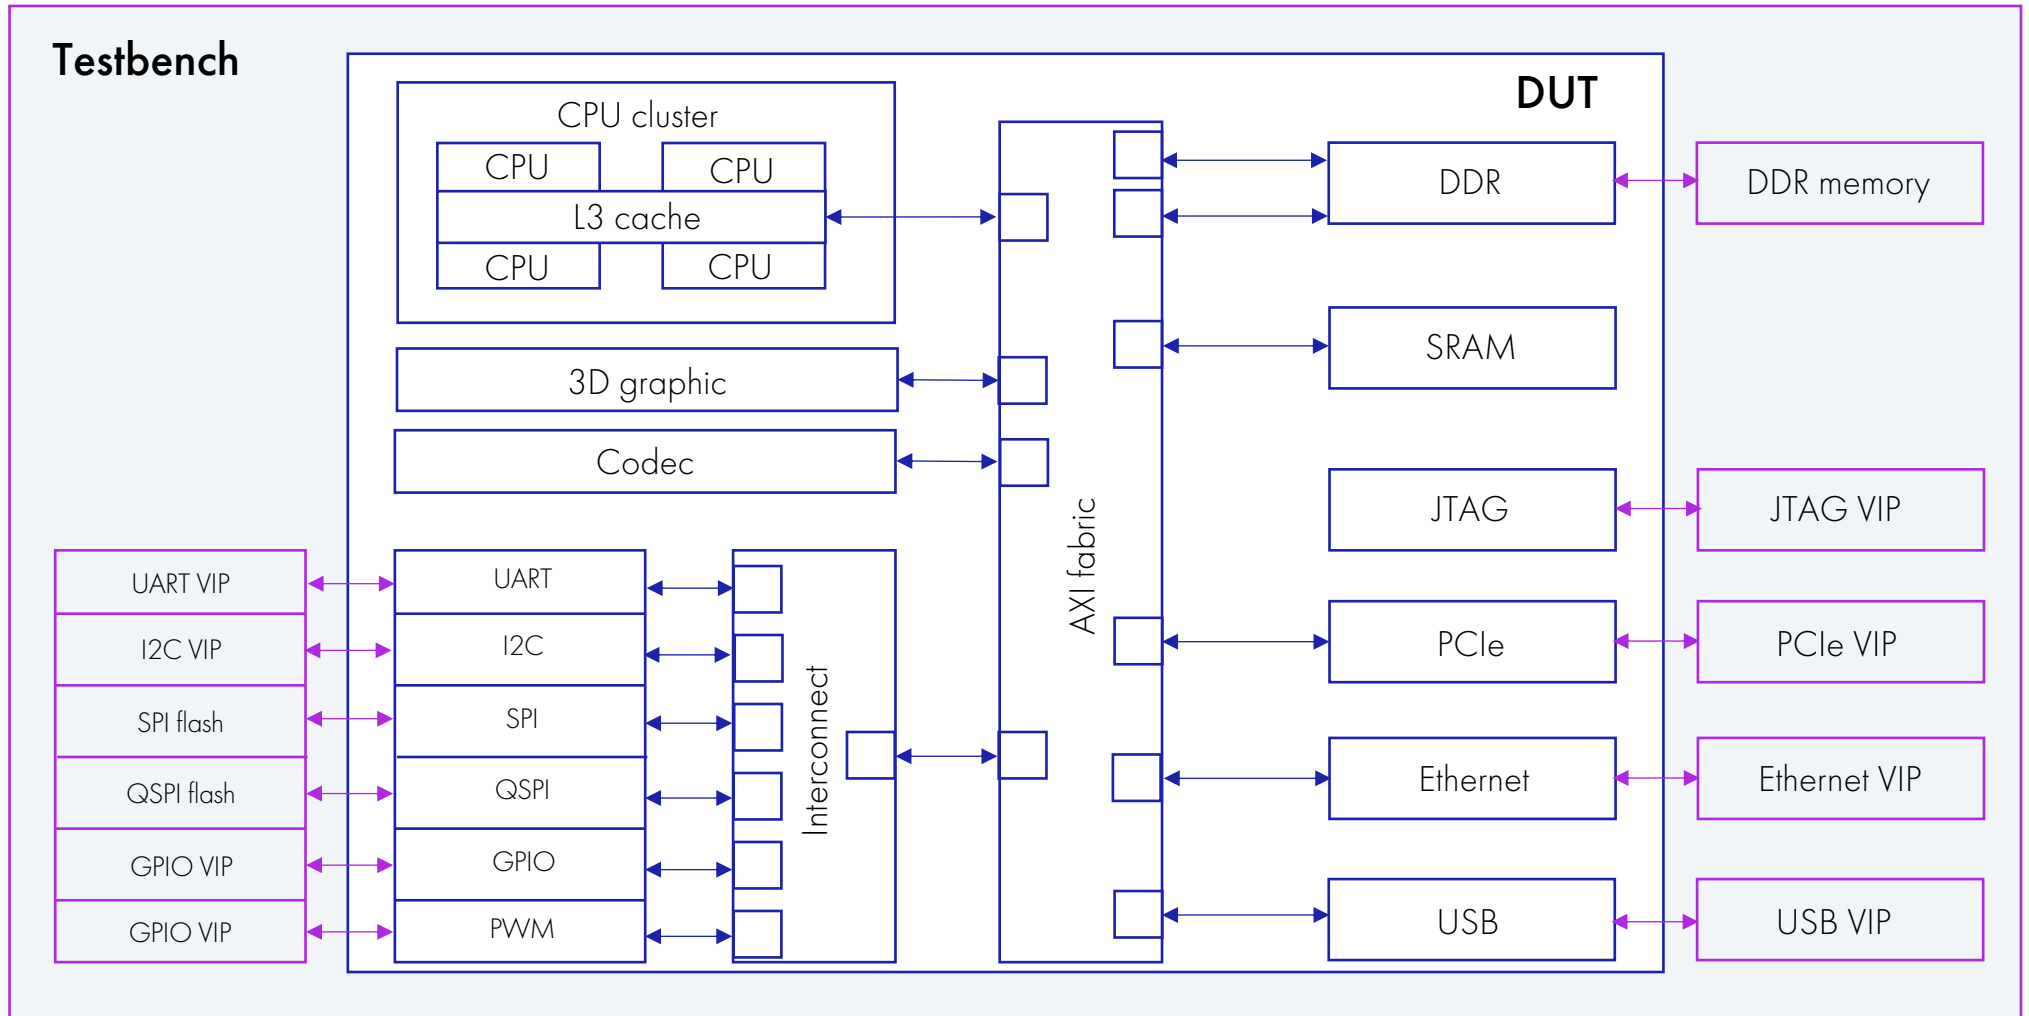 Testbench
DUT
CPU cluster
CPU
CPU
L3 cache
CPU
CPU
3D graphic
Codec
UART VIP
I2C VIP
SPI flash
QSPI flash
GPIO VIP
GPIO VIP
UART
I2C
SPI
QSPI
GPIO
PWM
Interconnect
AXI fabric
DDR
SRAM
JTAG
PCIe
Ethernet
USB
DDR memory
JTAG VIP
PCIe VIP
Ethernet VIP
USB VIP